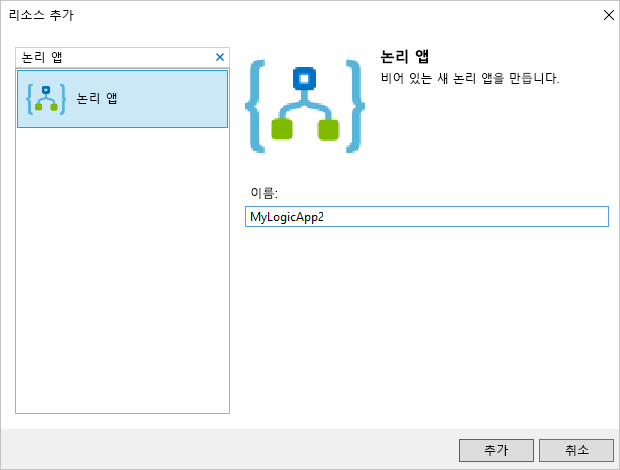 리소스 추가
논리 앱
논리 앱
논리 앱
비어 있는 새 논리 앱을 만듭니다.
이름:
MyLogicApp2
추가
취소